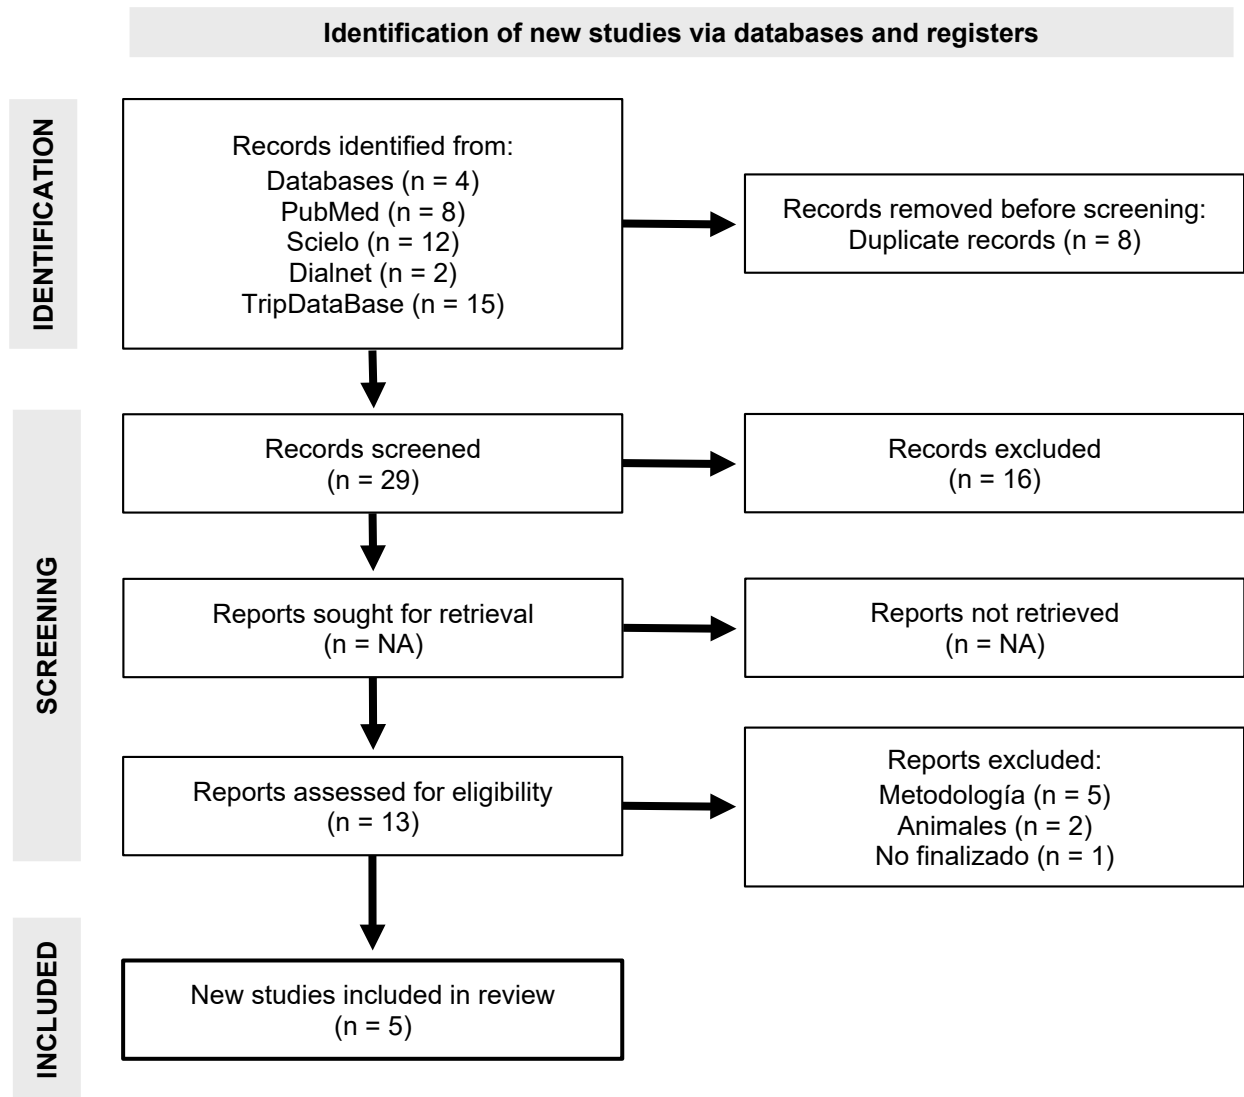 Identification of new studies via databases and registers
IDENTIFICATION
Records identified from:
Databases (n = 4)
PubMed (n = 8)
Scielo (n = 12)
Dialnet (n = 2)
TripDataBase (n = 15)
Records removed before screening:
Duplicate records (n = 8)
SCREENING
Records screened
(n = 29)
Records excluded
(n = 16)
Reports sought for retrieval
(n = NA)
Reports not retrieved
(n = NA)
Reports assessed for eligibility
(n = 13)
Reports excluded:
Metodología (n = 5)
Animales (n = 2)
No finalizado (n = 1)
INCLUDED
New studies included in review
(n = 5)